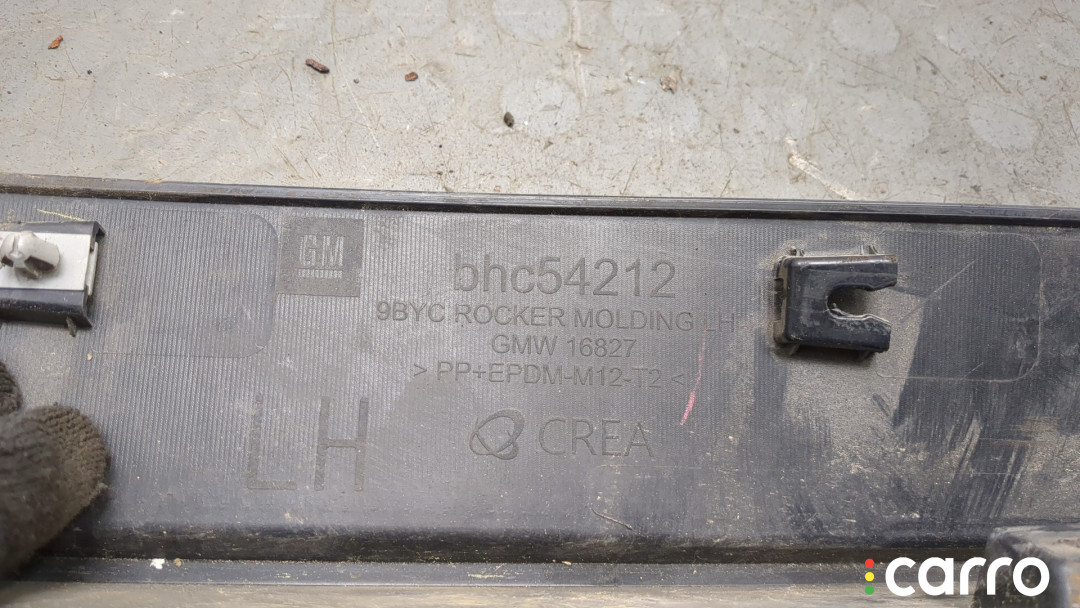 GM
bhc54212
9BYC ROCKER MOLDING LH
GMW 16827
> PP+EPDM-M12-T2 <
LH
CREA
carro